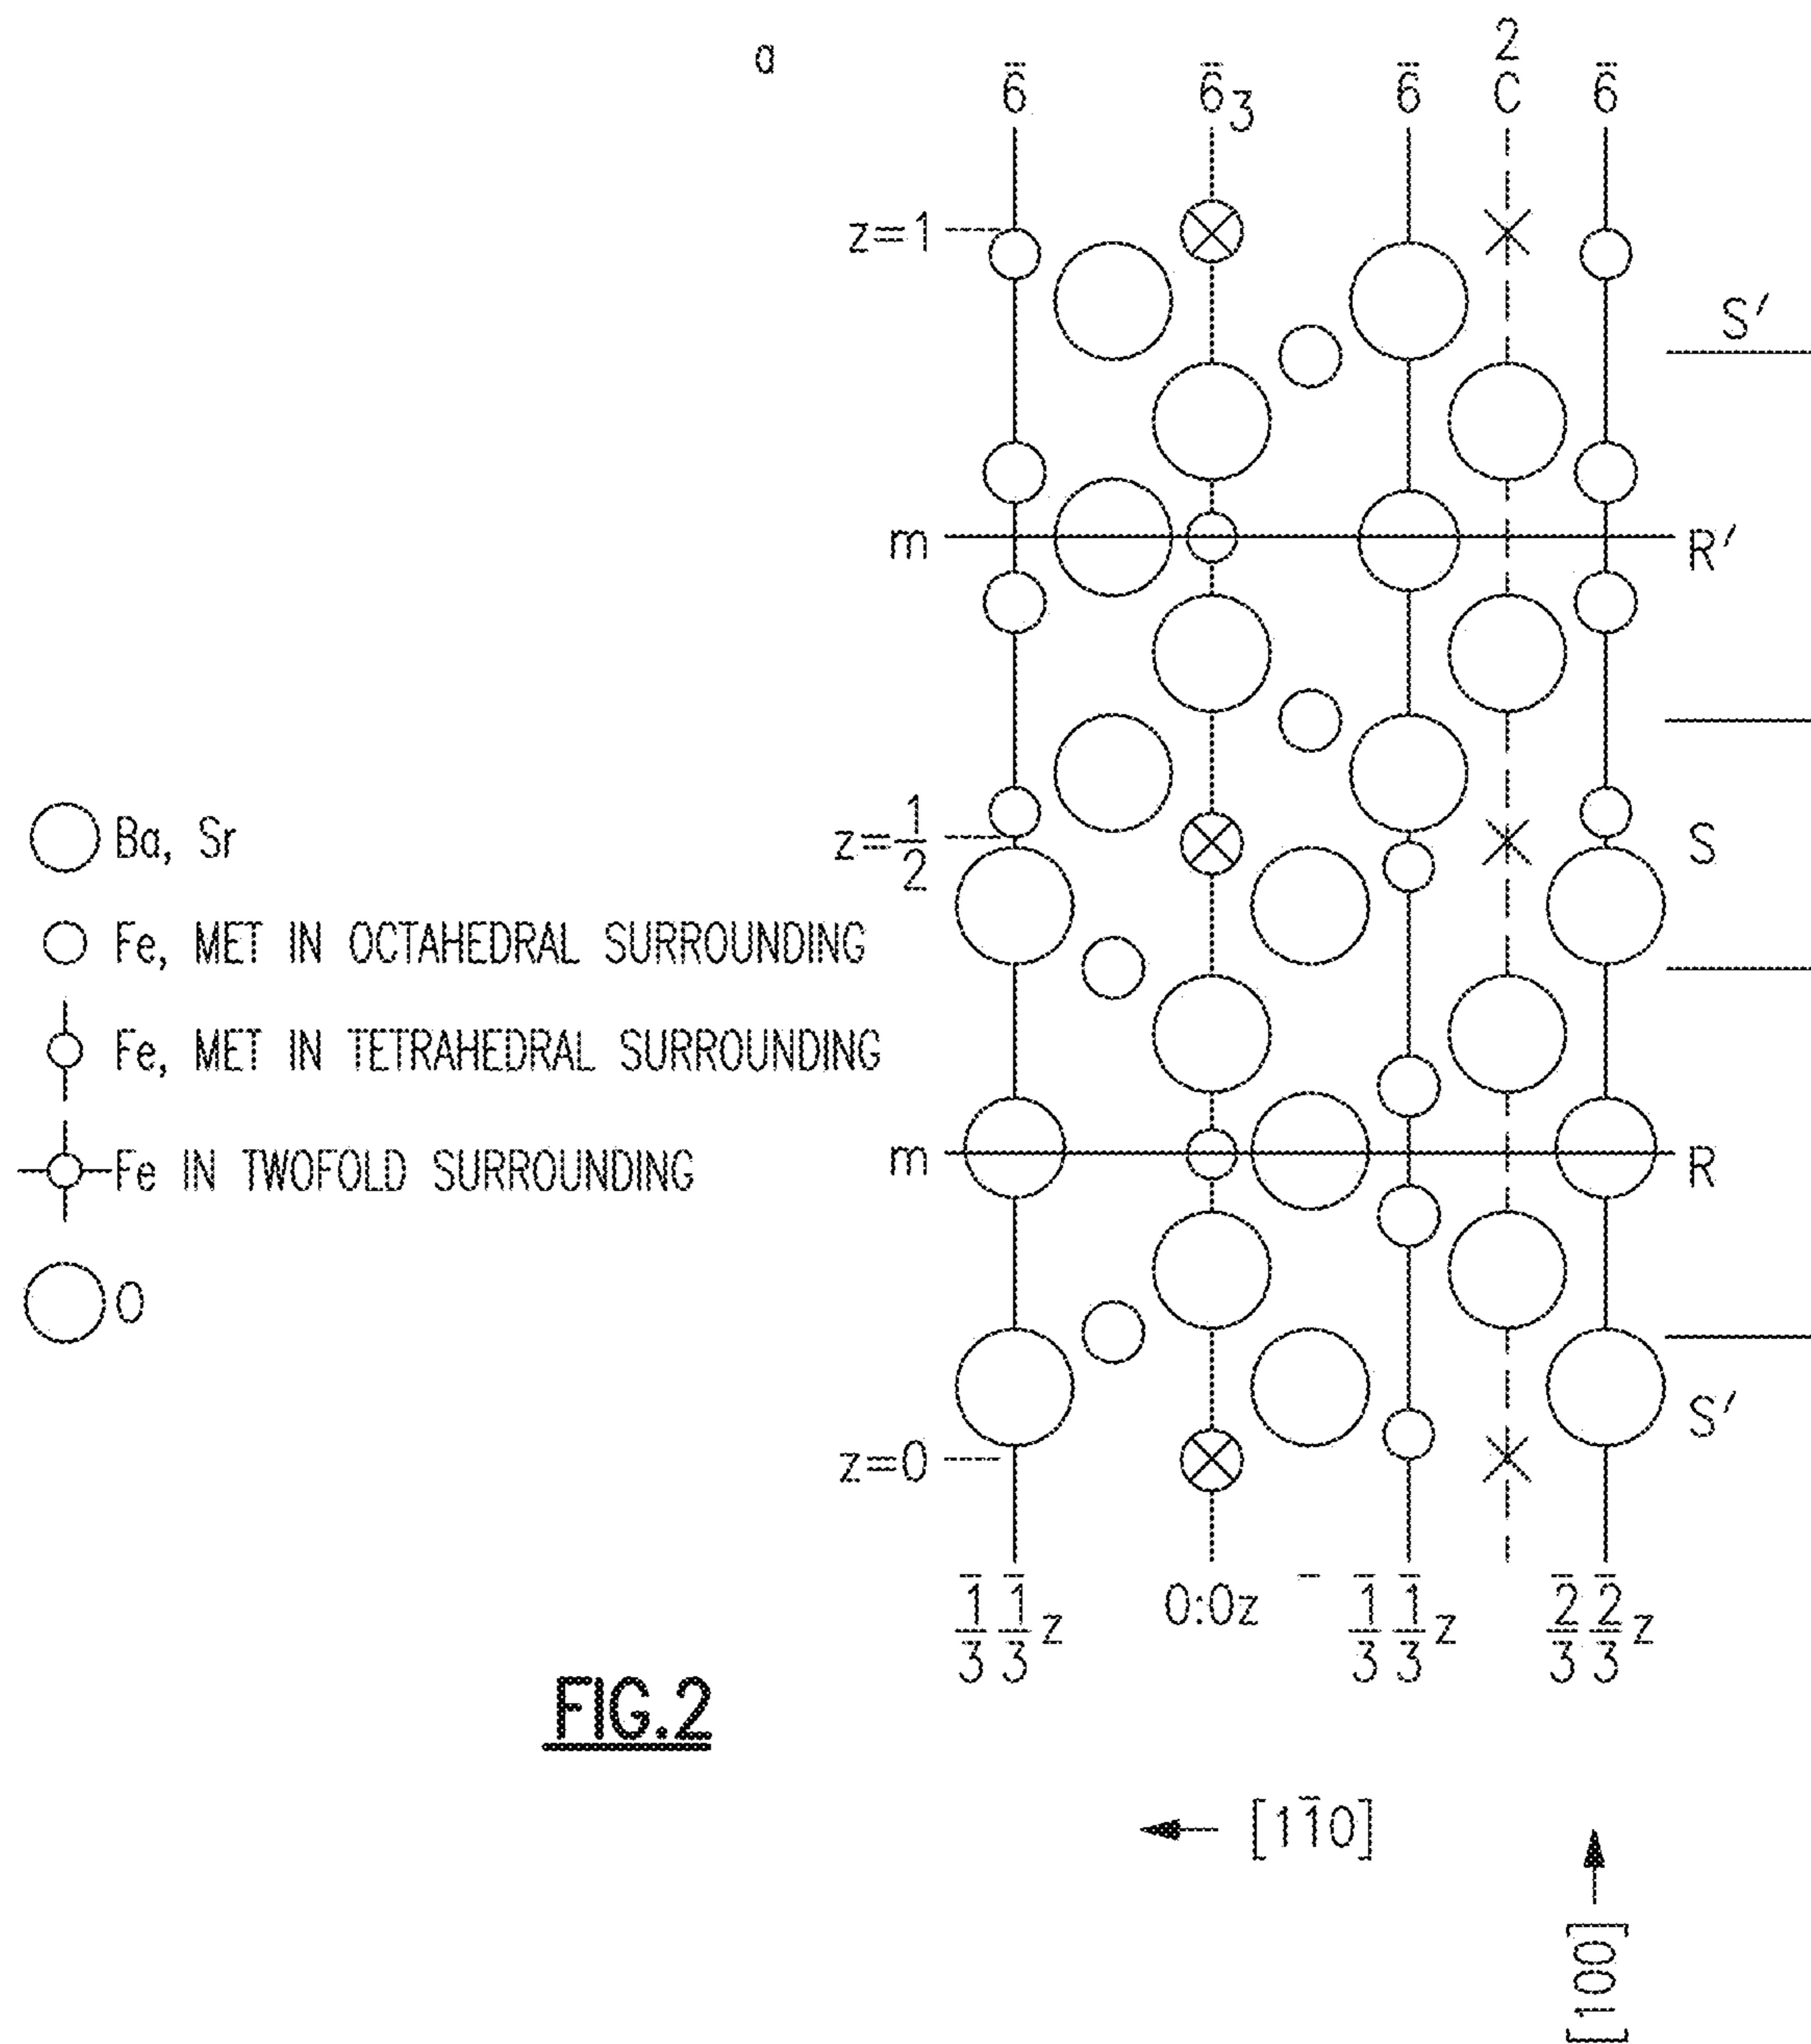 a
6̅ 6̅₃ 6̅ 2 C 6̅
z=1
S′
m R′
z=1/2 S
Ba, Sr
Fe, MET IN OCTAHEDRAL SURROUNDING
Fe, MET IN TETRAHEDRAL SURROUNDING
Fe IN TWOFOLD SURROUNDING
O
m R
S′
z=0
1̅/3 1̅/3 z 0:0z 1̅/3 1̅/3 z 2̅/3 2̅/3 z
FIG.2
[11̅0]
[100]